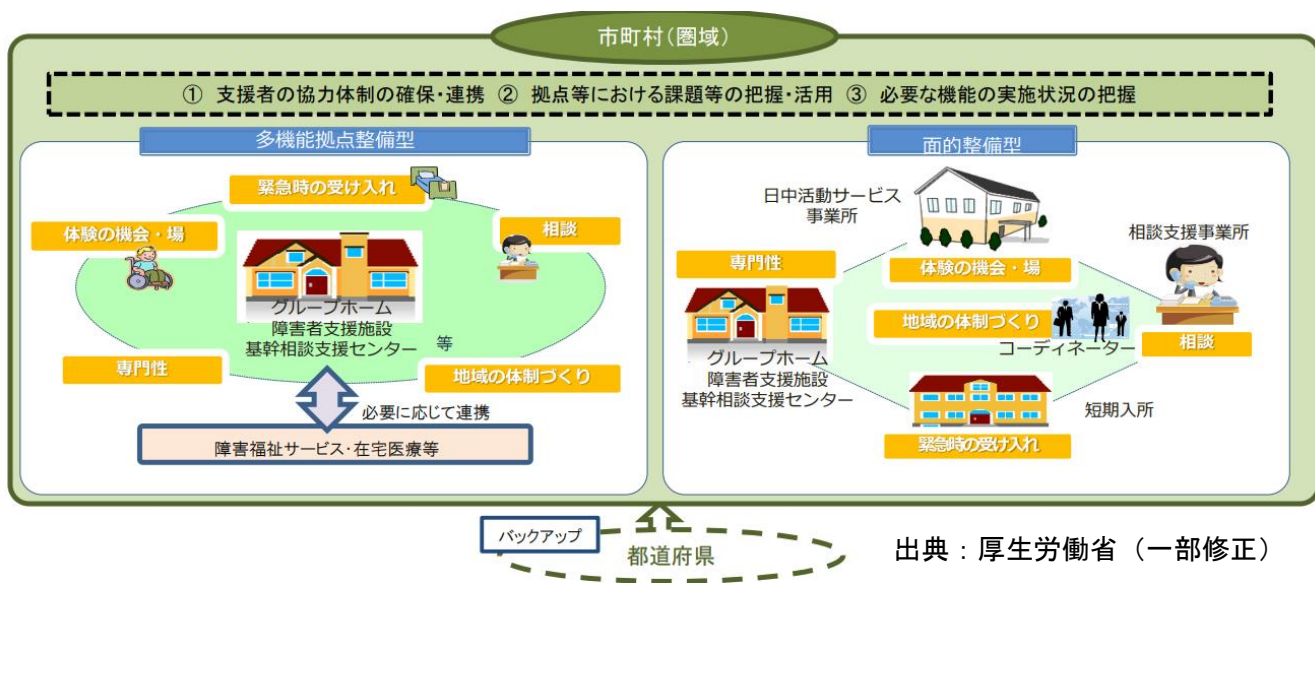 市町村(圏域)
① 支援者の協力体制の確保・連携 ② 拠点等における課題等の把握・活用 ③ 必要な機能の実施状況の把握
多機能拠点整備型
緊急時の受け入れ
体験の機会・場
相談
グループホーム
障害者支援施設
基幹相談支援センター 等
専門性
地域の体制づくり
必要に応じて連携
障害福祉サービス・在宅医療等
面的整備型
日中活動サービス
事業所
相談支援事業所
専門性
体験の機会・場
地域の体制づくり
コーディネーター
相談
グループホーム
障害者支援施設
基幹相談支援センター
短期入所
緊急時の受け入れ
バックアップ
都道府県
出典:厚生労働省(一部修正)